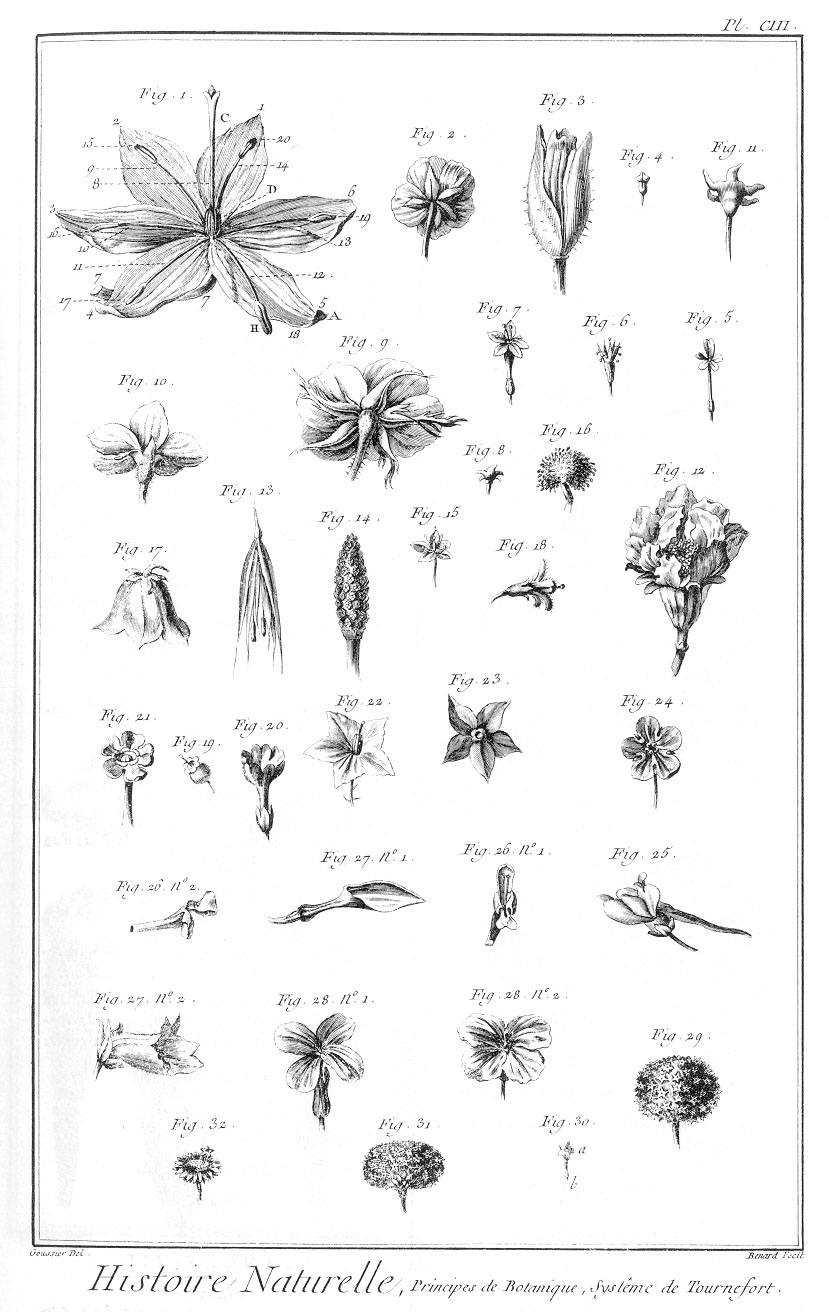 Pl. CIII.
Fig. 1.
2
C
1
15
20
9
14
8
D
3
6
16
19
10
13
11
7
12
17
4
7
5
A
H
18
Fig. 2.
Fig. 3.
Fig. 4.
Fig. 11.
Fig. 7.
Fig. 6.
Fig. 5.
Fig. 9.
Fig. 10.
Fig. 8.
Fig. 16.
Fig. 12.
Fig. 13.
Fig. 14.
Fig. 15
Fig. 17.
Fig. 18.
Fig. 21.
Fig. 19.
Fig. 20.
Fig. 22.
Fig. 23.
Fig. 24.
Fig. 26. N.º 2.
Fig. 27. N.º 1.
Fig. 26. N.º 1.
Fig. 25.
Fig. 27. N.º 2.
Fig. 28. N.º 1.
Fig. 28. N.º 2.
Fig. 29.
Fig. 32.
Fig. 31.
Fig. 30.
a
b
Goussier Del.
Benard Fecit
Histoire Naturelle, Principes de Botanique, Systême de Tournefort.